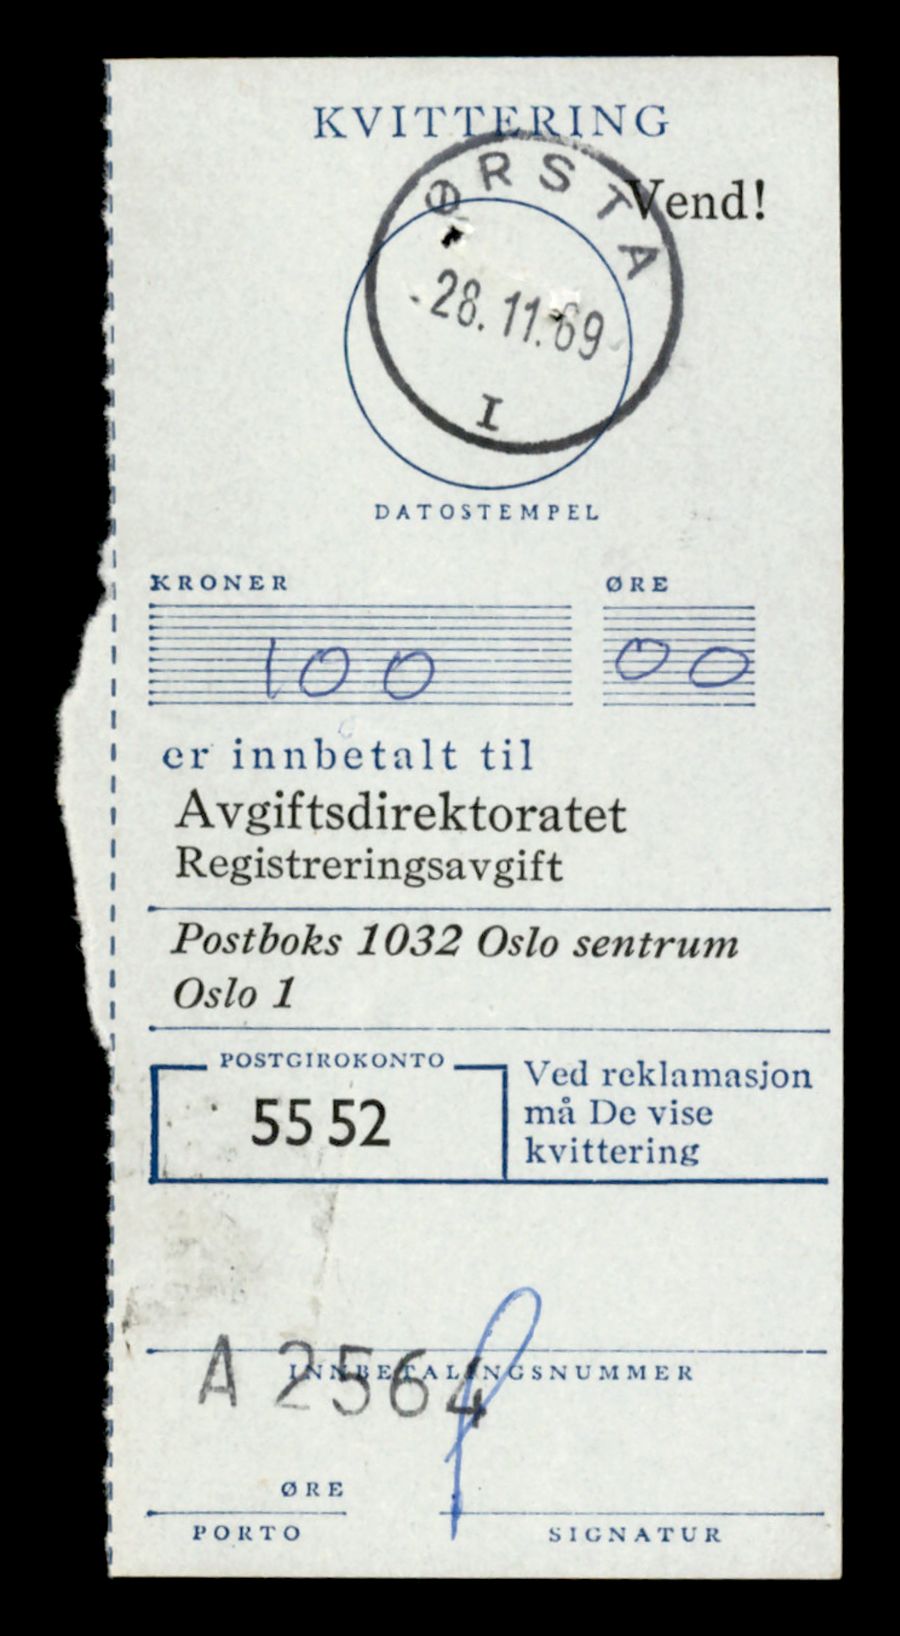 KVITTERING
Vend!
ØRSTA
28.11.69
I
DATOSTEMPEL
KRONER ØRE
100 00
er innbetalt til
Avgiftsdirektoratet
Registreringsavgift
Postboks 1032 Oslo sentrum
Oslo 1
POSTGIROKONTO
55 52
Ved reklamasjon
må De vise
kvittering
A 2564
INNBETALINGSNUMMER
ØRE
PORTO SIGNATUR